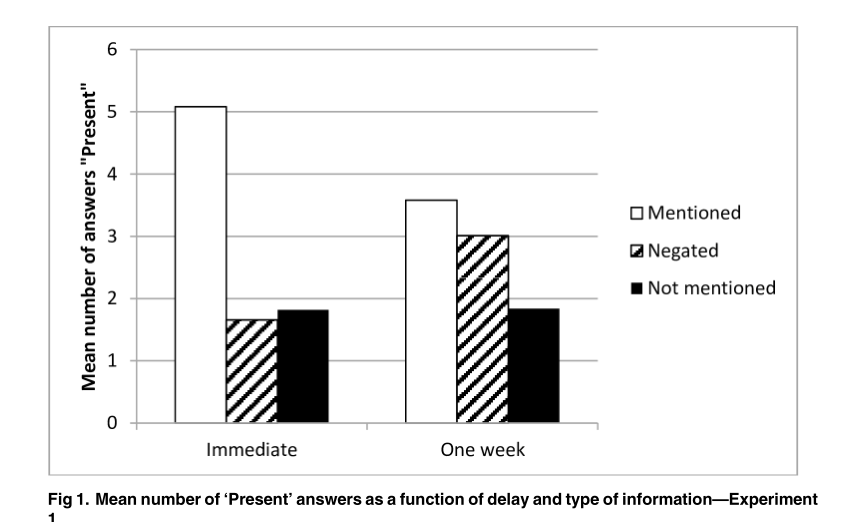 6
5
4
3
2
1
0
Mean number of answers "Present"
Immediate
One week
Mentioned
Negated
Not mentioned
Fig 1. Mean number of ‘Present’ answers as a function of delay and type of information—Experiment
1